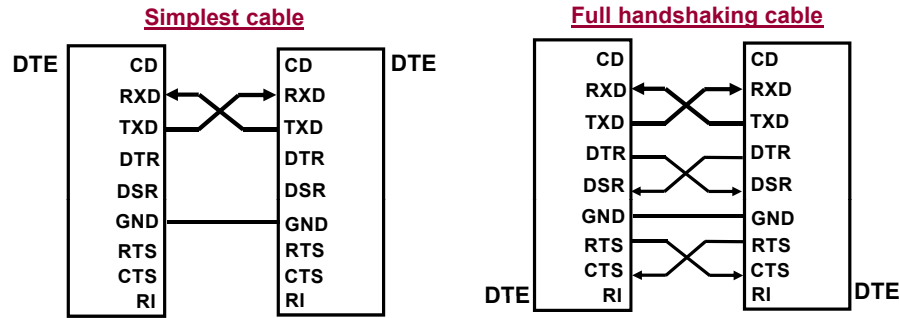 Simplest cable
DTE
CD
RXD
TXD
DTR
DSR
GND
RTS
CTS
RI
CD
RXD
TXD
DTR
DSR
GND
RTS
CTS
RI
DTE
Full handshaking cable
CD
RXD
TXD
DTR
DSR
GND
RTS
CTS
RI
DTE
CD
RXD
TXD
DTR
DSR
GND
RTS
CTS
RI
DTE